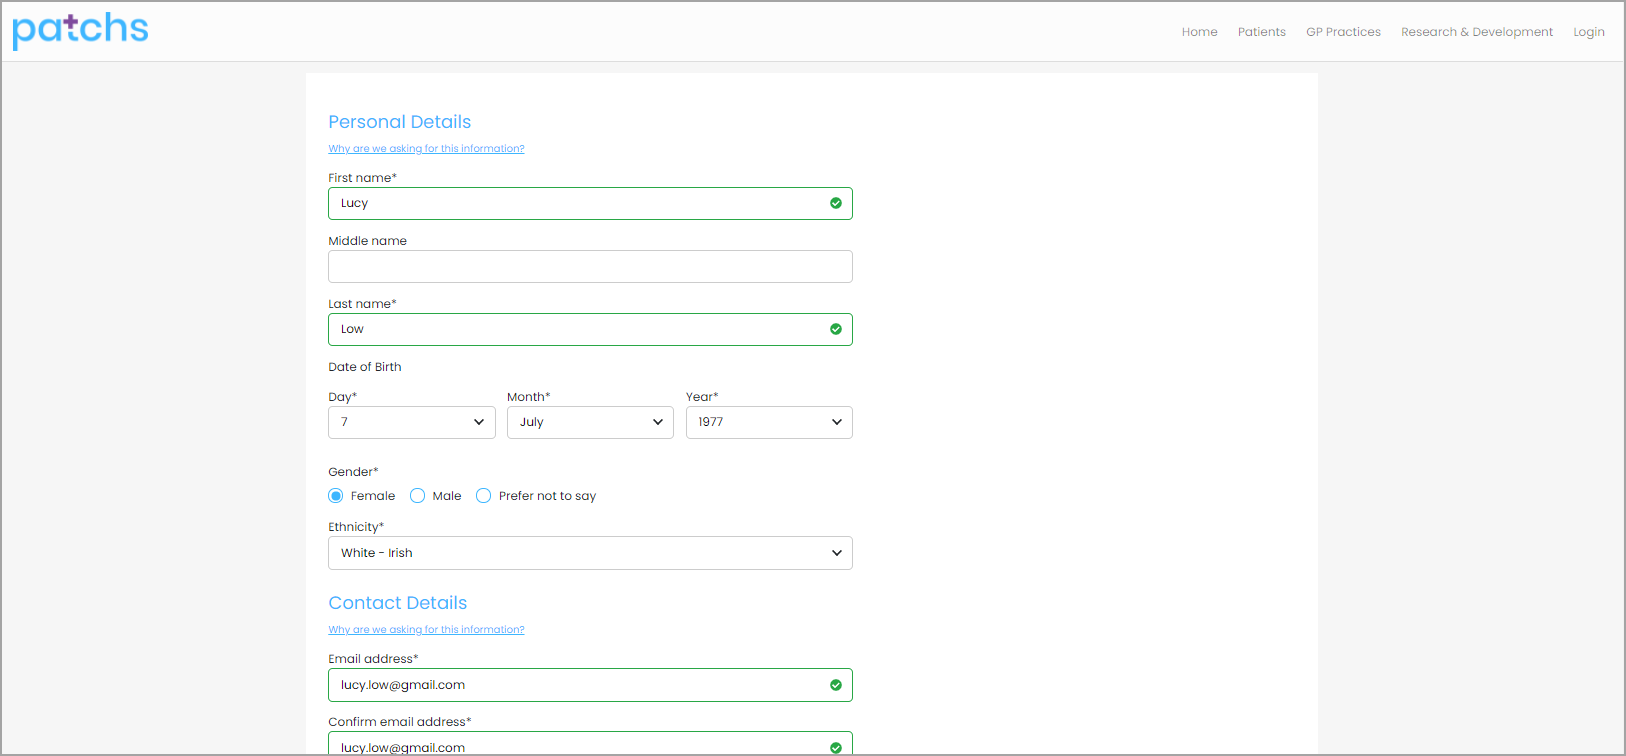 patchs
Home Patients GP Practices Research & Development Login
Personal Details
Why are we asking for this information?
First name*
Lucy
Middle name
Last name*
Low
Date of Birth
Day* Month* Year*
7 July 1977
Gender*
Female Male Prefer not to say
Ethnicity*
White - Irish
Contact Details
Why are we asking for this information?
Email address*
lucy.low@gmail.com
Confirm email address*
lucy.low@gmail.com